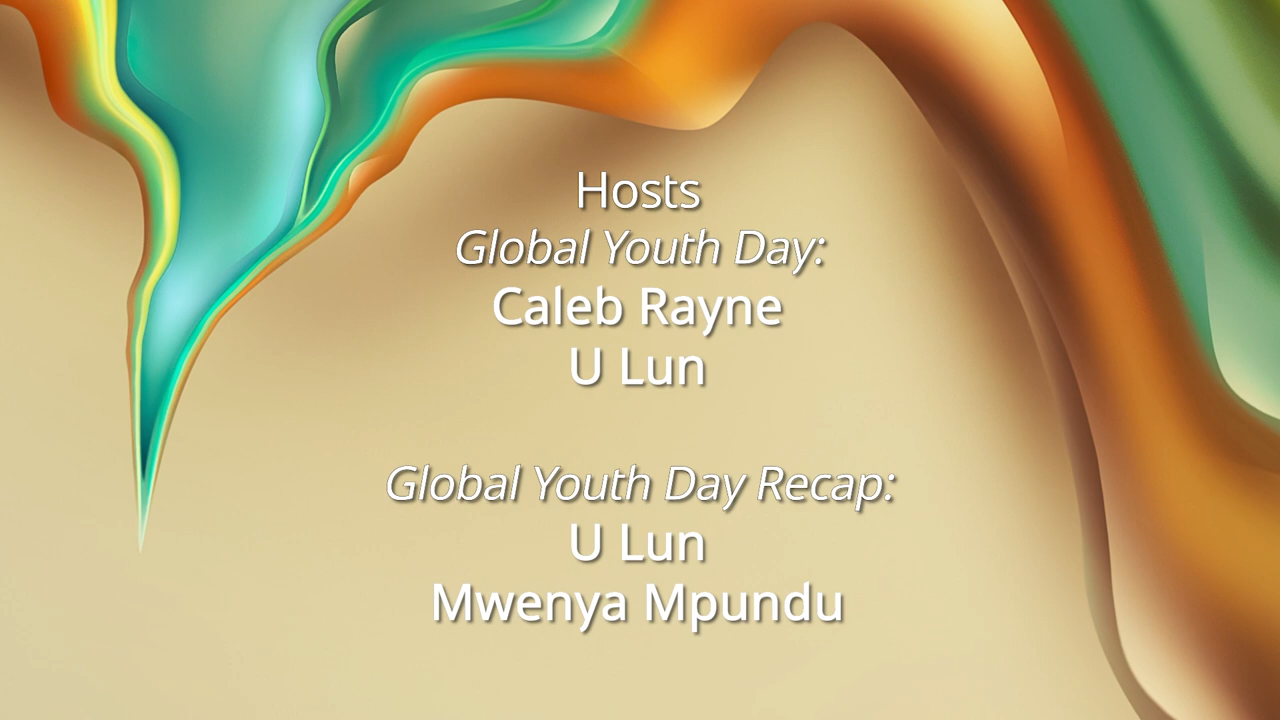 Hosts
Global Youth Day:
Caleb Rayne
U Lun
Global Youth Day Recap:
U Lun
Mwenya Mpundu